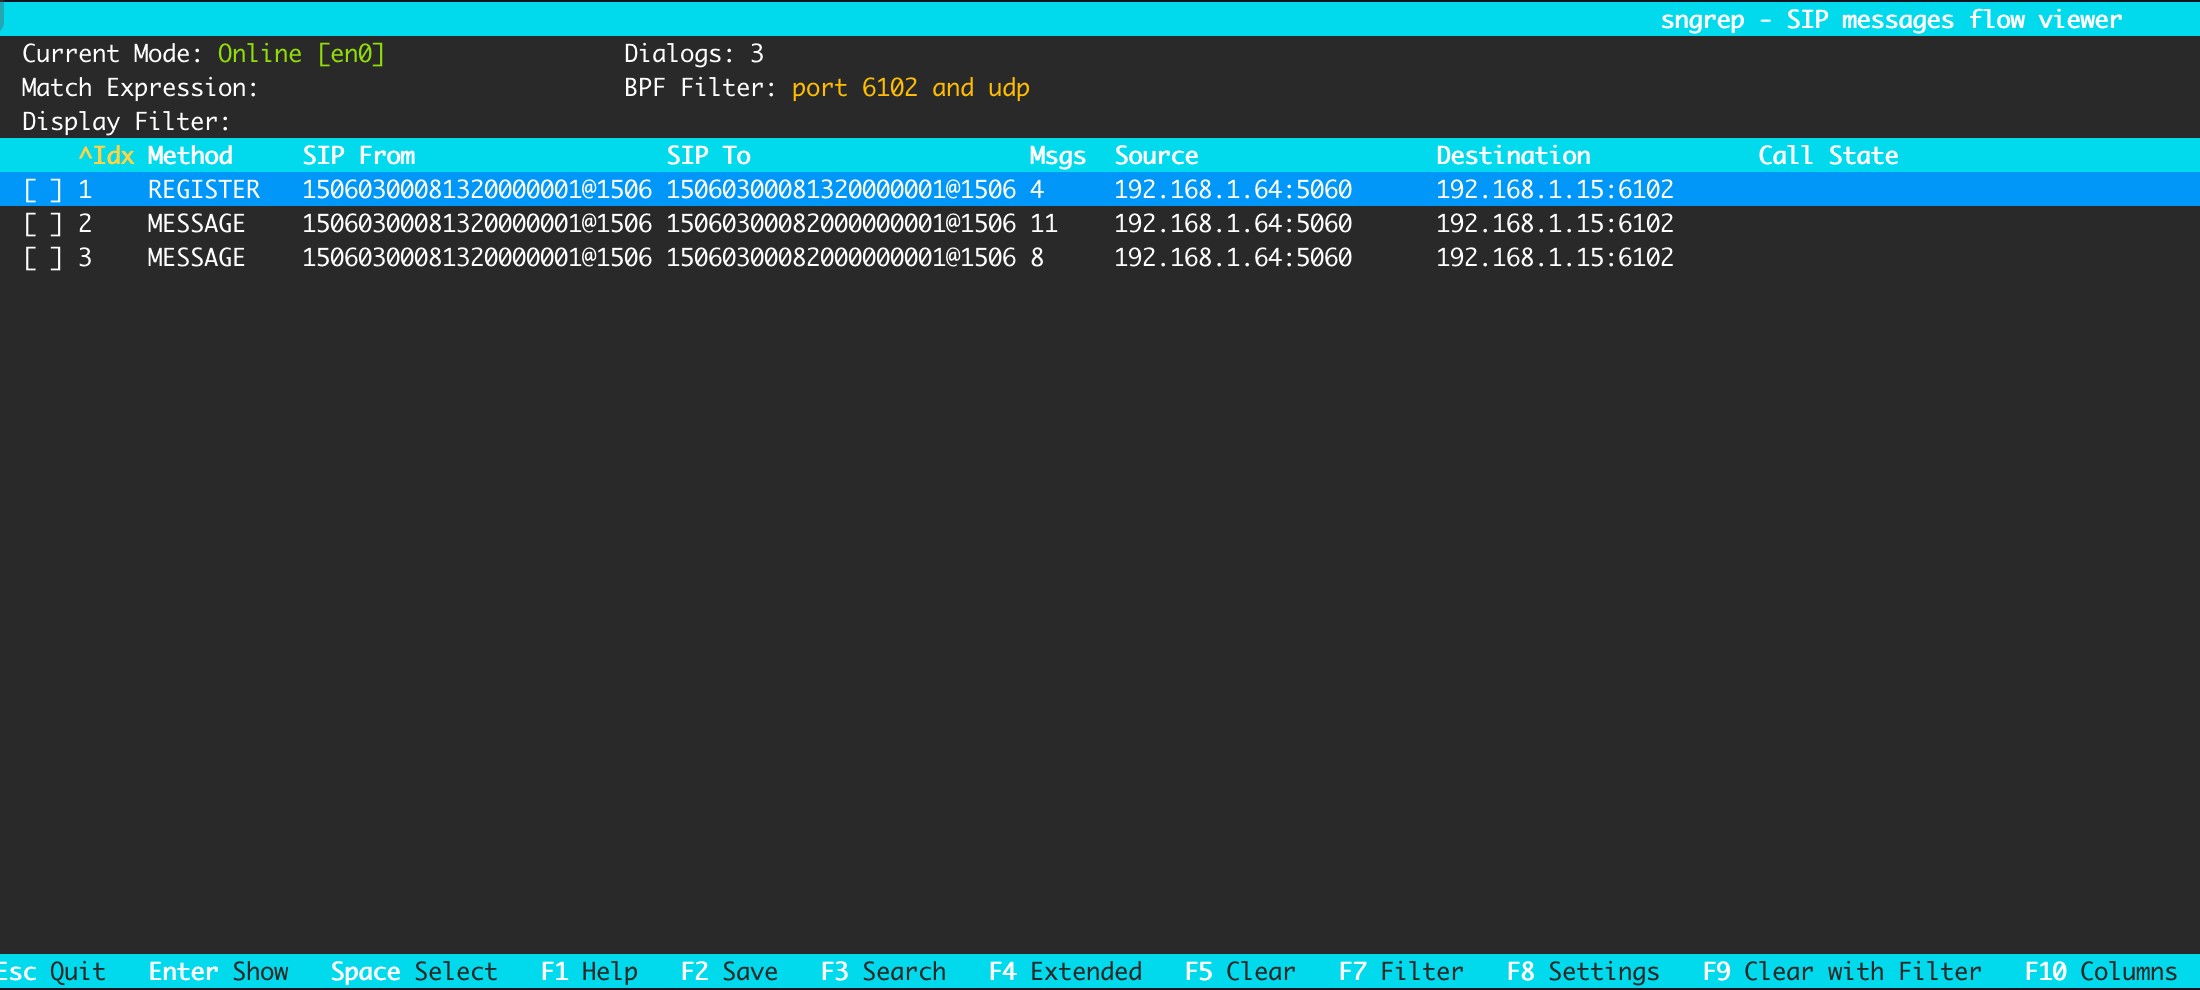 sngrep - SIP messages flow viewer
Current Mode: Online [en0] Dialogs: 3
Match Expression: BPF Filter: port 6102 and udp
Display Filter:
^Idx Method SIP From SIP To Msgs Source Destination Call State
[ ] 1 REGISTER 15060300081320000001@1506 15060300081320000001@1506 4 192.168.1.64:5060 192.168.1.15:6102
[ ] 2 MESSAGE 15060300081320000001@1506 15060300082000000001@1506 11 192.168.1.64:5060 192.168.1.15:6102
[ ] 3 MESSAGE 15060300081320000001@1506 15060300082000000001@1506 8 192.168.1.64:5060 192.168.1.15:6102
Esc Quit Enter Show Space Select F1 Help F2 Save F3 Search F4 Extended F5 Clear F7 Filter F8 Settings F9 Clear with Filter F10 Columns